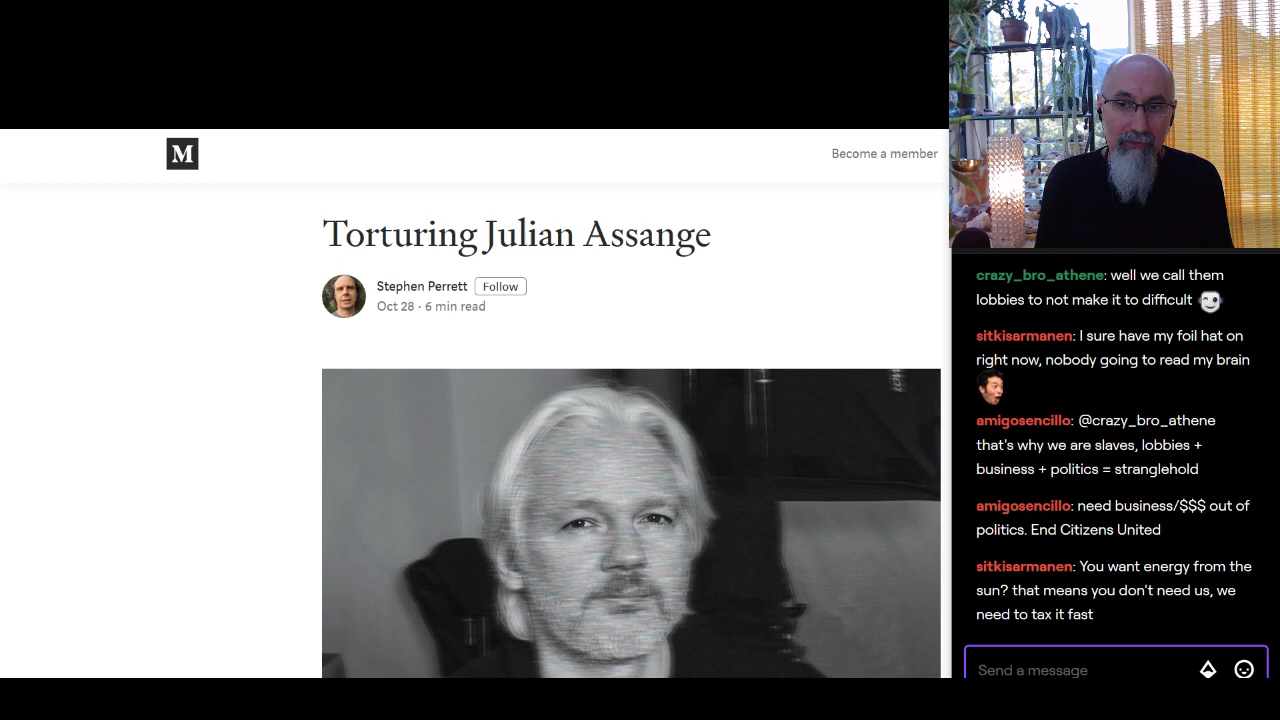 M
Become a member
Torturing Julian Assange
Stephen Perrett Follow
Oct 28 · 6 min read
crazy_bro_athene: well we call them
lobbies to not make it to difficult
sitkisarmanen: I sure have my foil hat on
right now, nobody going to read my brain
amigosencillo: @crazy_bro_athene
that's why we are slaves, lobbies +
business + politics = stranglehold
amigosencillo: need business/$$$ out of
politics. End Citizens United
sitkisarmanen: You want energy from the
sun? that means you don't need us, we
need to tax it fast
Send a message